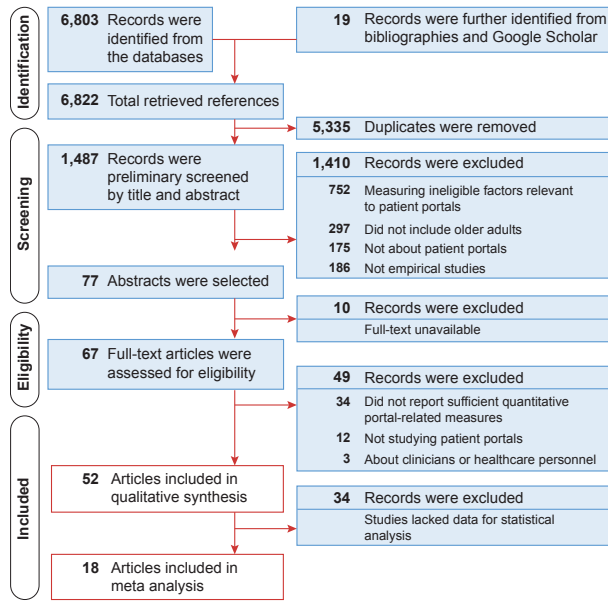 Identification
6,803 Records were
identified from
the databases
19 Records were further identified from
bibliographies and Google Scholar
6,822 Total retrieved references
5,335 Duplicates were removed
Screening
1,487 Records were
preliminary screened
by title and abstract
1,410 Records were excluded
752 Measuring ineligible factors relevant
to patient portals
297 Did not include older adults
175 Not about patient portals
186 Not empirical studies
77 Abstracts were selected
10 Records were excluded
Full-text unavailable
Eligibility
67 Full-text articles were
assessed for eligibility
49 Records were excluded
34 Did not report sufficient quantitative
portal-related measures
12 Not studying patient portals
3 About clinicians or healthcare personnel
Included
52 Articles included in
qualitative synthesis
34 Records were excluded
Studies lacked data for statistical
analysis
18 Articles included in
meta analysis